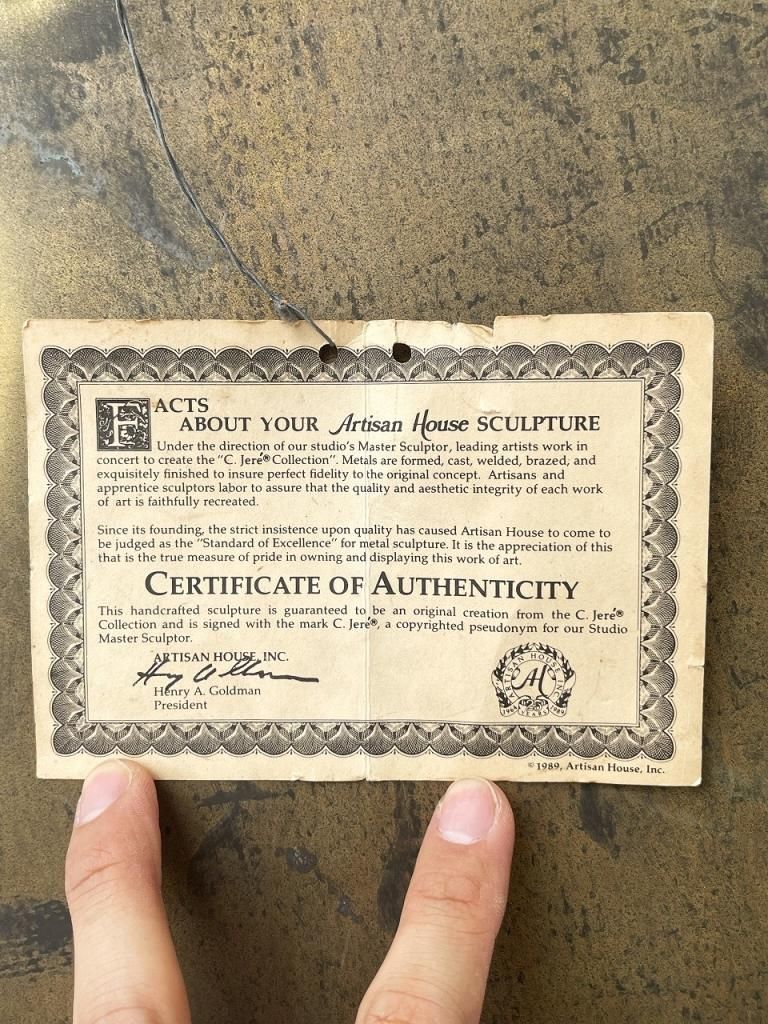 FACTS
ABOUT YOUR Artisan House SCULPTURE
Under the direction of our studio's Master Sculptor, leading artists work in
concert to create the "C. Jeré® Collection". Metals are formed, cast, welded, brazed, and
exquisitely finished to insure perfect fidelity to the original concept. Artisans and
apprentice sculptors labor to assure that the quality and aesthetic integrity of each work
of art is faithfully recreated.
Since its founding, the strict insistence upon quality has caused Artisan House to come to
be judged as the "Standard of Excellence" for metal sculpture. It is the appreciation of this
that is the true measure of pride in owning and displaying this work of art.
CERTIFICATE OF AUTHENTICITY
This handcrafted sculpture is guaranteed to be an original creation from the C. Jeré®
Collection and is signed with the mark C. Jeré®, a copyrighted pseudonym for our Studio
Master Sculptor.
ARTISAN HOUSE, INC.
Henry A. Goldman
President
ARTISAN HOUSE INC
AH
1964 YEARS 1989
© 1989, Artisan House, Inc.